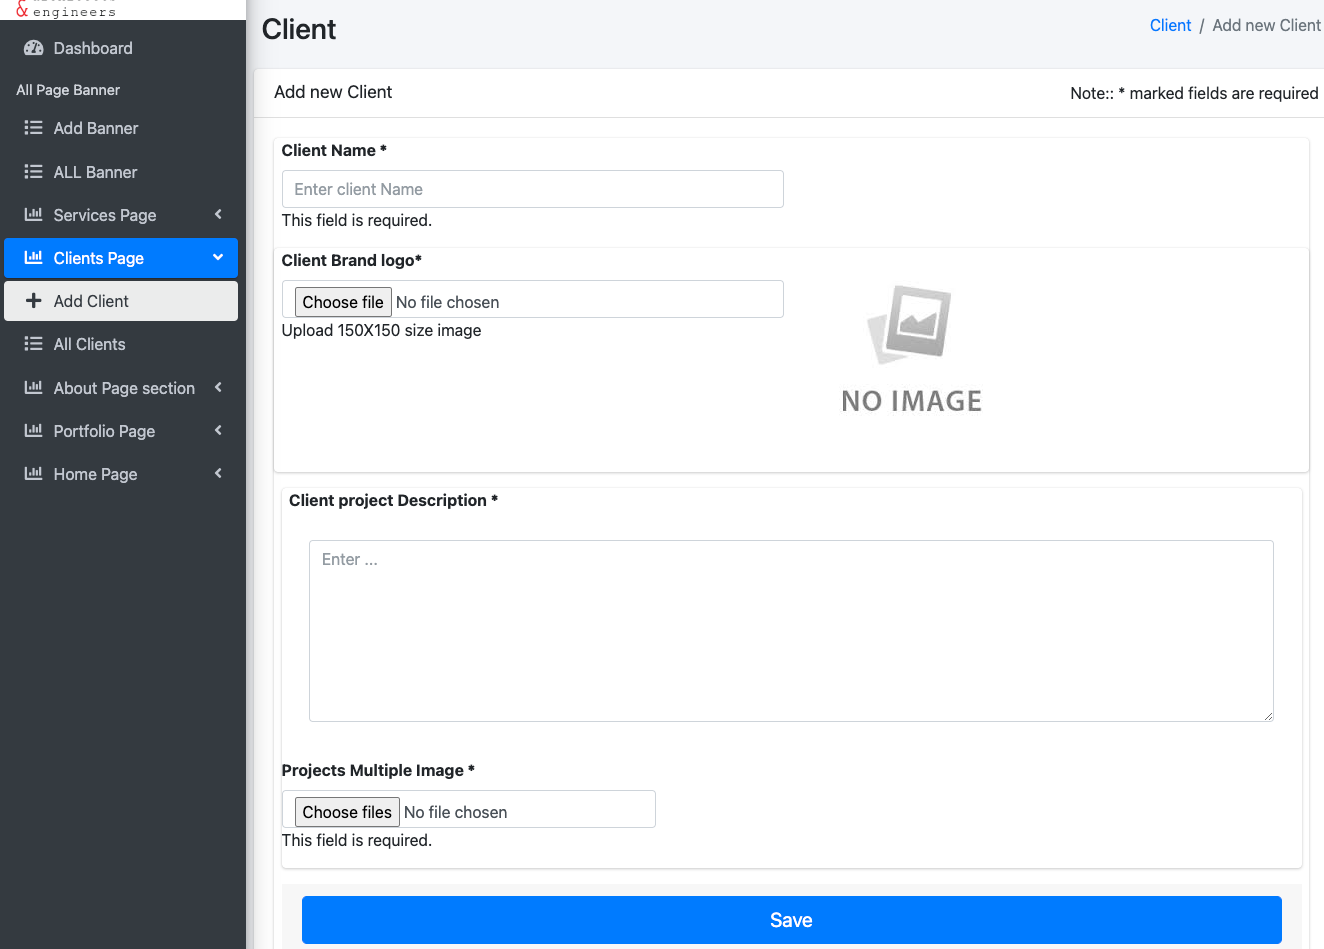 & engineers
Dashboard
All Page Banner
Add Banner
ALL Banner
Services Page
Clients Page
Add Client
All Clients
About Page section
Portfolio Page
Home Page
Client
Client / Add new Client
Add new Client
Note:: * marked fields are required
Client Name *
Enter client Name
This field is required.
Client Brand logo*
Choose file No file chosen
Upload 150X150 size image
NO IMAGE
Client project Description *
Enter ...
Projects Multiple Image *
Choose files No file chosen
This field is required.
Save